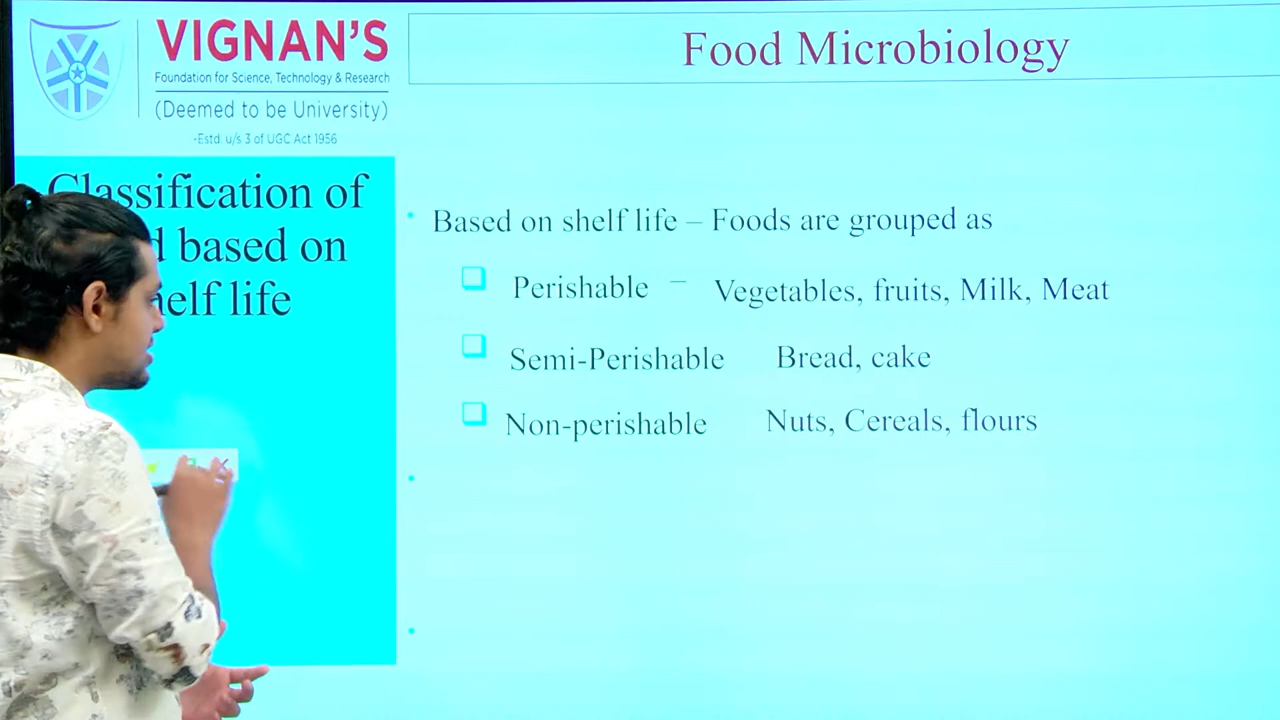 VIGNAN'S
Foundation for Science, Technology & Research
(Deemed to be University)
-Estd. u/s 3 of UGC Act 1956
Food Microbiology
Classification of
based on
life
• Based on shelf life – Foods are grouped as
❑ Perishable – Vegetables, fruits, Milk, Meat
❑ Semi-Perishable Bread, cake
❑ Non-perishable Nuts, Cereals, flours